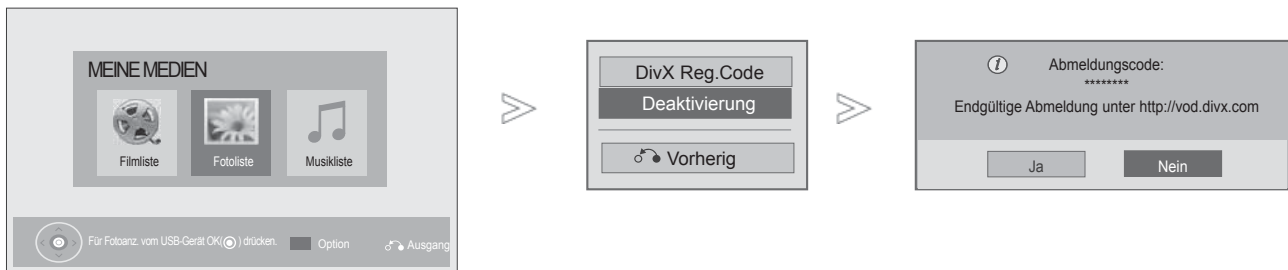 MEINE MEDIEN
Filmliste
Fotoliste
Musikliste
Für Fotoanz. vom USB-Gerät OK(◉) drücken.
Option
Ausgang
DivX Reg.Code
Deaktivierung
Vorherig
Abmeldungscode:
********
Endgültige Abmeldung unter http://vod.divx.com
Ja
Nein